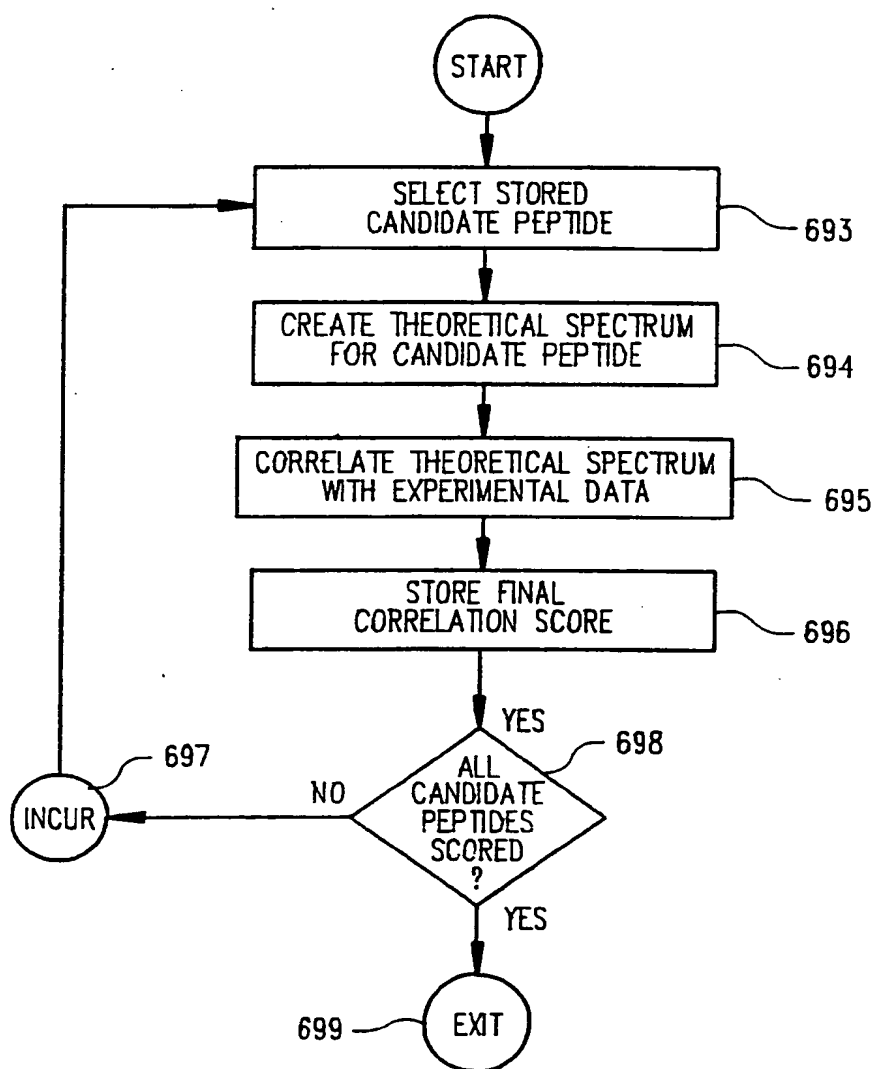 START
SELECT STORED
CANDIDATE PEPTIDE
693
CREATE THEORETICAL SPECTRUM
FOR CANDIDATE PEPTIDE
694
CORRELATE THEORETICAL SPECTRUM
WITH EXPERIMENTAL DATA
695
STORE FINAL
CORRELATION SCORE
696
YES
698
697
NO
INCUR
ALL
CANDIDATE
PEPTIDES
SCORED
?
YES
699
EXIT